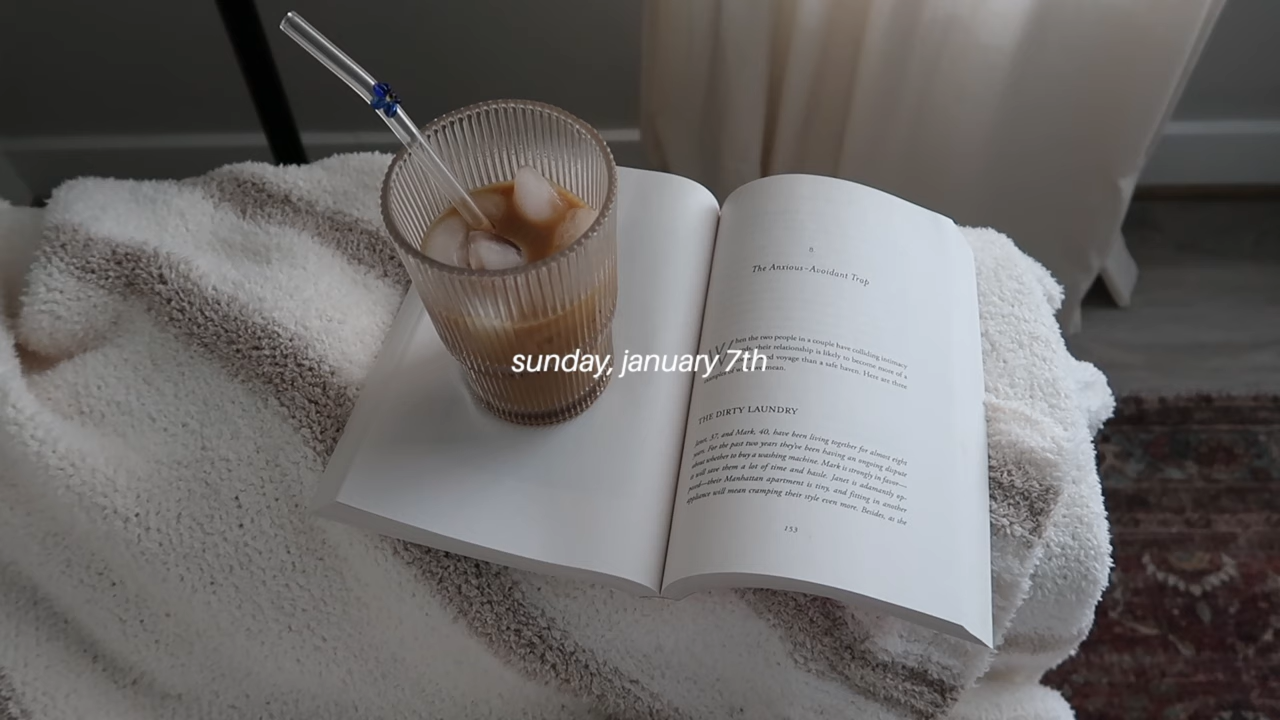 8.
The Anxious–Avoidant Trap
hen the two people in a couple have colliding intimacy
their relationship is likely to become more of a
voyage than a safe haven. Here are three
mean.
sunday, january 7th
THE DIRTY LAUNDRY
Janet, 37, and Mark, 40, have been living together for almost eight
years. For the past two years they've been having an ongoing dispute
about whether to buy a washing machine. Mark is strongly in favor—
it will save them a lot of time and hassle. Janet is adamantly op-
posed—their Manhattan apartment is tiny, and fitting in another
appliance will mean cramping their style even more. Besides, as she
153